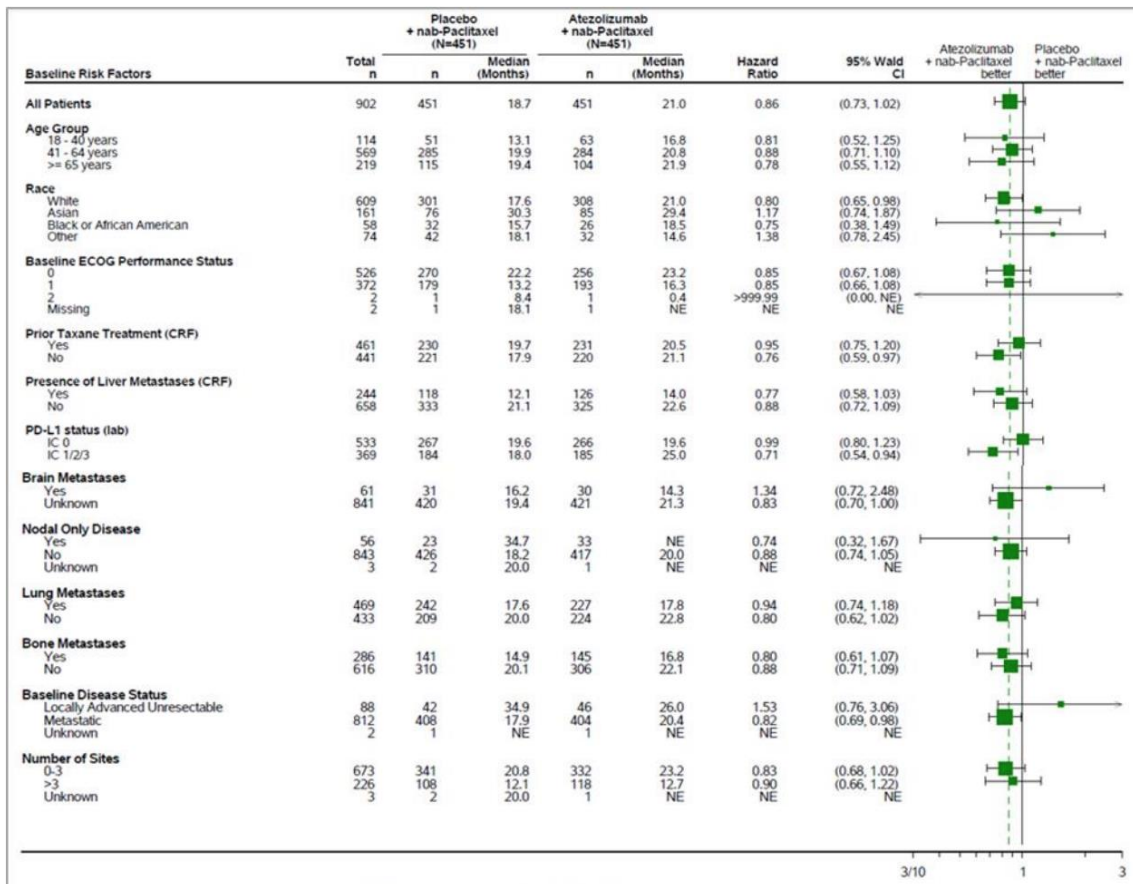 Placebo + nab-Paclitaxel (N=451) Atezolizumab + nab-Paclitaxel (N=451)
Baseline Risk Factors Total n n Median (Months) n Median (Months) Hazard Ratio 95% Wald CI Atezolizumab + nab-Paclitaxel better Placebo + nab-Paclitaxel better
All Patients 902 451 18.7 451 21.0 0.86 (0.73, 1.02)
Age Group
18 - 40 years 114 51 13.1 63 16.8 0.81 (0.52, 1.25)
41 - 64 years 569 285 19.9 284 20.8 0.88 (0.71, 1.10)
>= 65 years 219 115 19.4 104 21.9 0.78 (0.55, 1.12)
Race
White 609 301 17.6 308 21.0 0.80 (0.65, 0.98)
Asian 161 76 30.3 85 29.4 1.17 (0.74, 1.87)
Black or African American 58 32 15.7 26 18.5 0.75 (0.38, 1.49)
Other 74 42 18.1 32 14.6 1.38 (0.78, 2.45)
Baseline ECOG Performance Status
0 526 270 22.2 256 23.2 0.85 (0.67, 1.08)
1 372 179 13.2 193 16.3 0.85 (0.66, 1.08)
2 2 1 8.4 1 0.4 >999.99 (0.00, NE)
Missing 2 1 18.1 1 NE NE NE
Prior Taxane Treatment (CRF)
Yes 461 230 19.7 231 20.5 0.95 (0.75, 1.20)
No 441 221 17.9 220 21.1 0.76 (0.59, 0.97)
Presence of Liver Metastases (CRF)
Yes 244 118 12.1 126 14.0 0.77 (0.58, 1.03)
No 658 333 21.1 325 22.6 0.88 (0.72, 1.09)
PD-L1 status (lab)
IC 0 533 267 19.6 266 19.6 0.99 (0.80, 1.23)
IC 1/2/3 369 184 18.0 185 25.0 0.71 (0.54, 0.94)
Brain Metastases
Yes 61 31 16.2 30 14.3 1.34 (0.72, 2.48)
Unknown 841 420 19.4 421 21.3 0.83 (0.70, 1.00)
Nodal Only Disease
Yes 56 23 34.7 33 NE 0.74 (0.32, 1.67)
No 843 426 18.2 417 20.0 0.88 (0.74, 1.05)
Unknown 3 2 20.0 1 NE NE NE
Lung Metastases
Yes 469 242 17.6 227 17.8 0.94 (0.74, 1.18)
No 433 209 20.0 224 22.8 0.80 (0.62, 1.02)
Bone Metastases
Yes 286 141 14.9 145 16.8 0.80 (0.61, 1.07)
No 616 310 20.1 306 22.1 0.88 (0.71, 1.09)
Baseline Disease Status
Locally Advanced Unresectable 88 42 34.9 46 26.0 1.53 (0.76, 3.06)
Metastatic 812 408 17.9 404 20.4 0.82 (0.69, 0.98)
Unknown 2 1 NE 1 NE NE NE
Number of Sites
0-3 673 341 20.8 332 23.2 0.83 (0.68, 1.02)
>3 226 108 12.1 118 12.7 0.90 (0.66, 1.22)
Unknown 3 2 20.0 1 NE NE NE
3/10 1 3